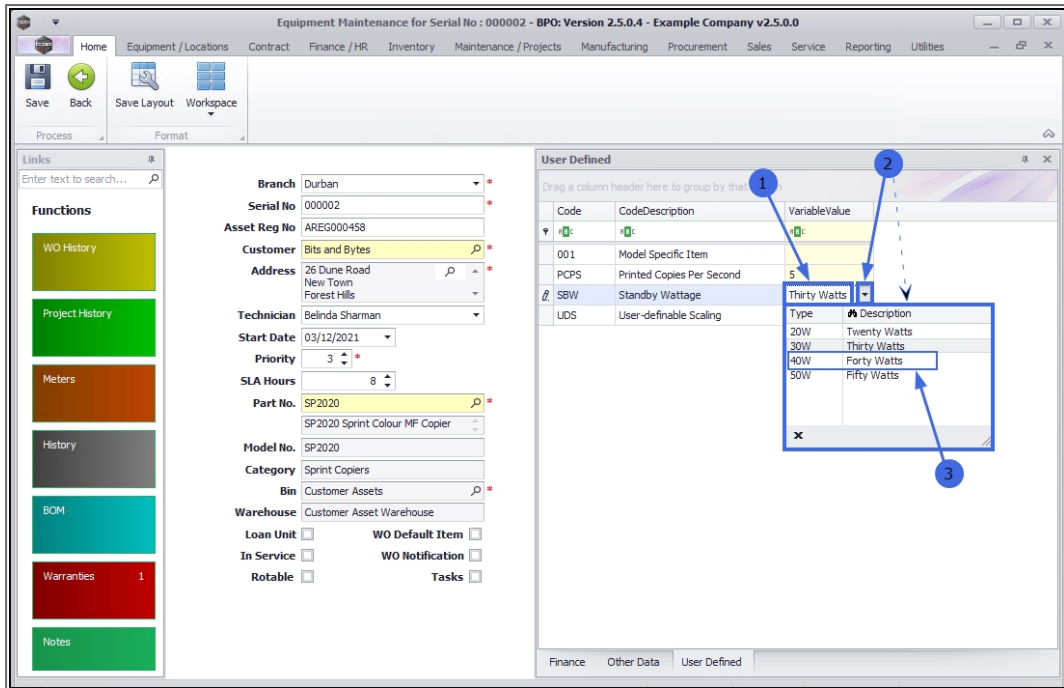 Equipment Maintenance for Serial No : 000002 - BPO: Version 2.5.0.4 - Example Company v2.5.0.0
Home Equipment / Locations Contract Finance / HR Inventory Maintenance / Projects Manufacturing Procurement Sales Service Reporting Utilities
Save Back Save Layout Workspace
Process Format
Links
Enter text to search...
Functions
WO History
Project History
Meters
History
BOM
Warranties 1
Notes
Branch Durban *
Serial No 000002 *
Asset Reg No AREG000458
Customer Bits and Bytes *
Address 26 Dune Road *
New Town
Forest Hills
Technician Belinda Sharman
Start Date 03/12/2021
Priority 3 *
SLA Hours 8
Part No. SP2020 *
SP2020 Sprint Colour MF Copier
Model No. SP2020
Category Sprint Copiers
Bin Customer Assets *
Warehouse Customer Asset Warehouse
Loan Unit WO Default Item
In Service WO Notification
Rotable Tasks
User Defined
Drag a column header here to group by that
1
2
Code CodeDescription VariableValue
001 Model Specific Item
PCPS Printed Copies Per Second 5
SBW Standby Wattage Thirty Watts
UDS User-definable Scaling
Type Description
20W Twenty Watts
30W Thirty Watts
40W Forty Watts
50W Fifty Watts
x
3
Finance Other Data User Defined